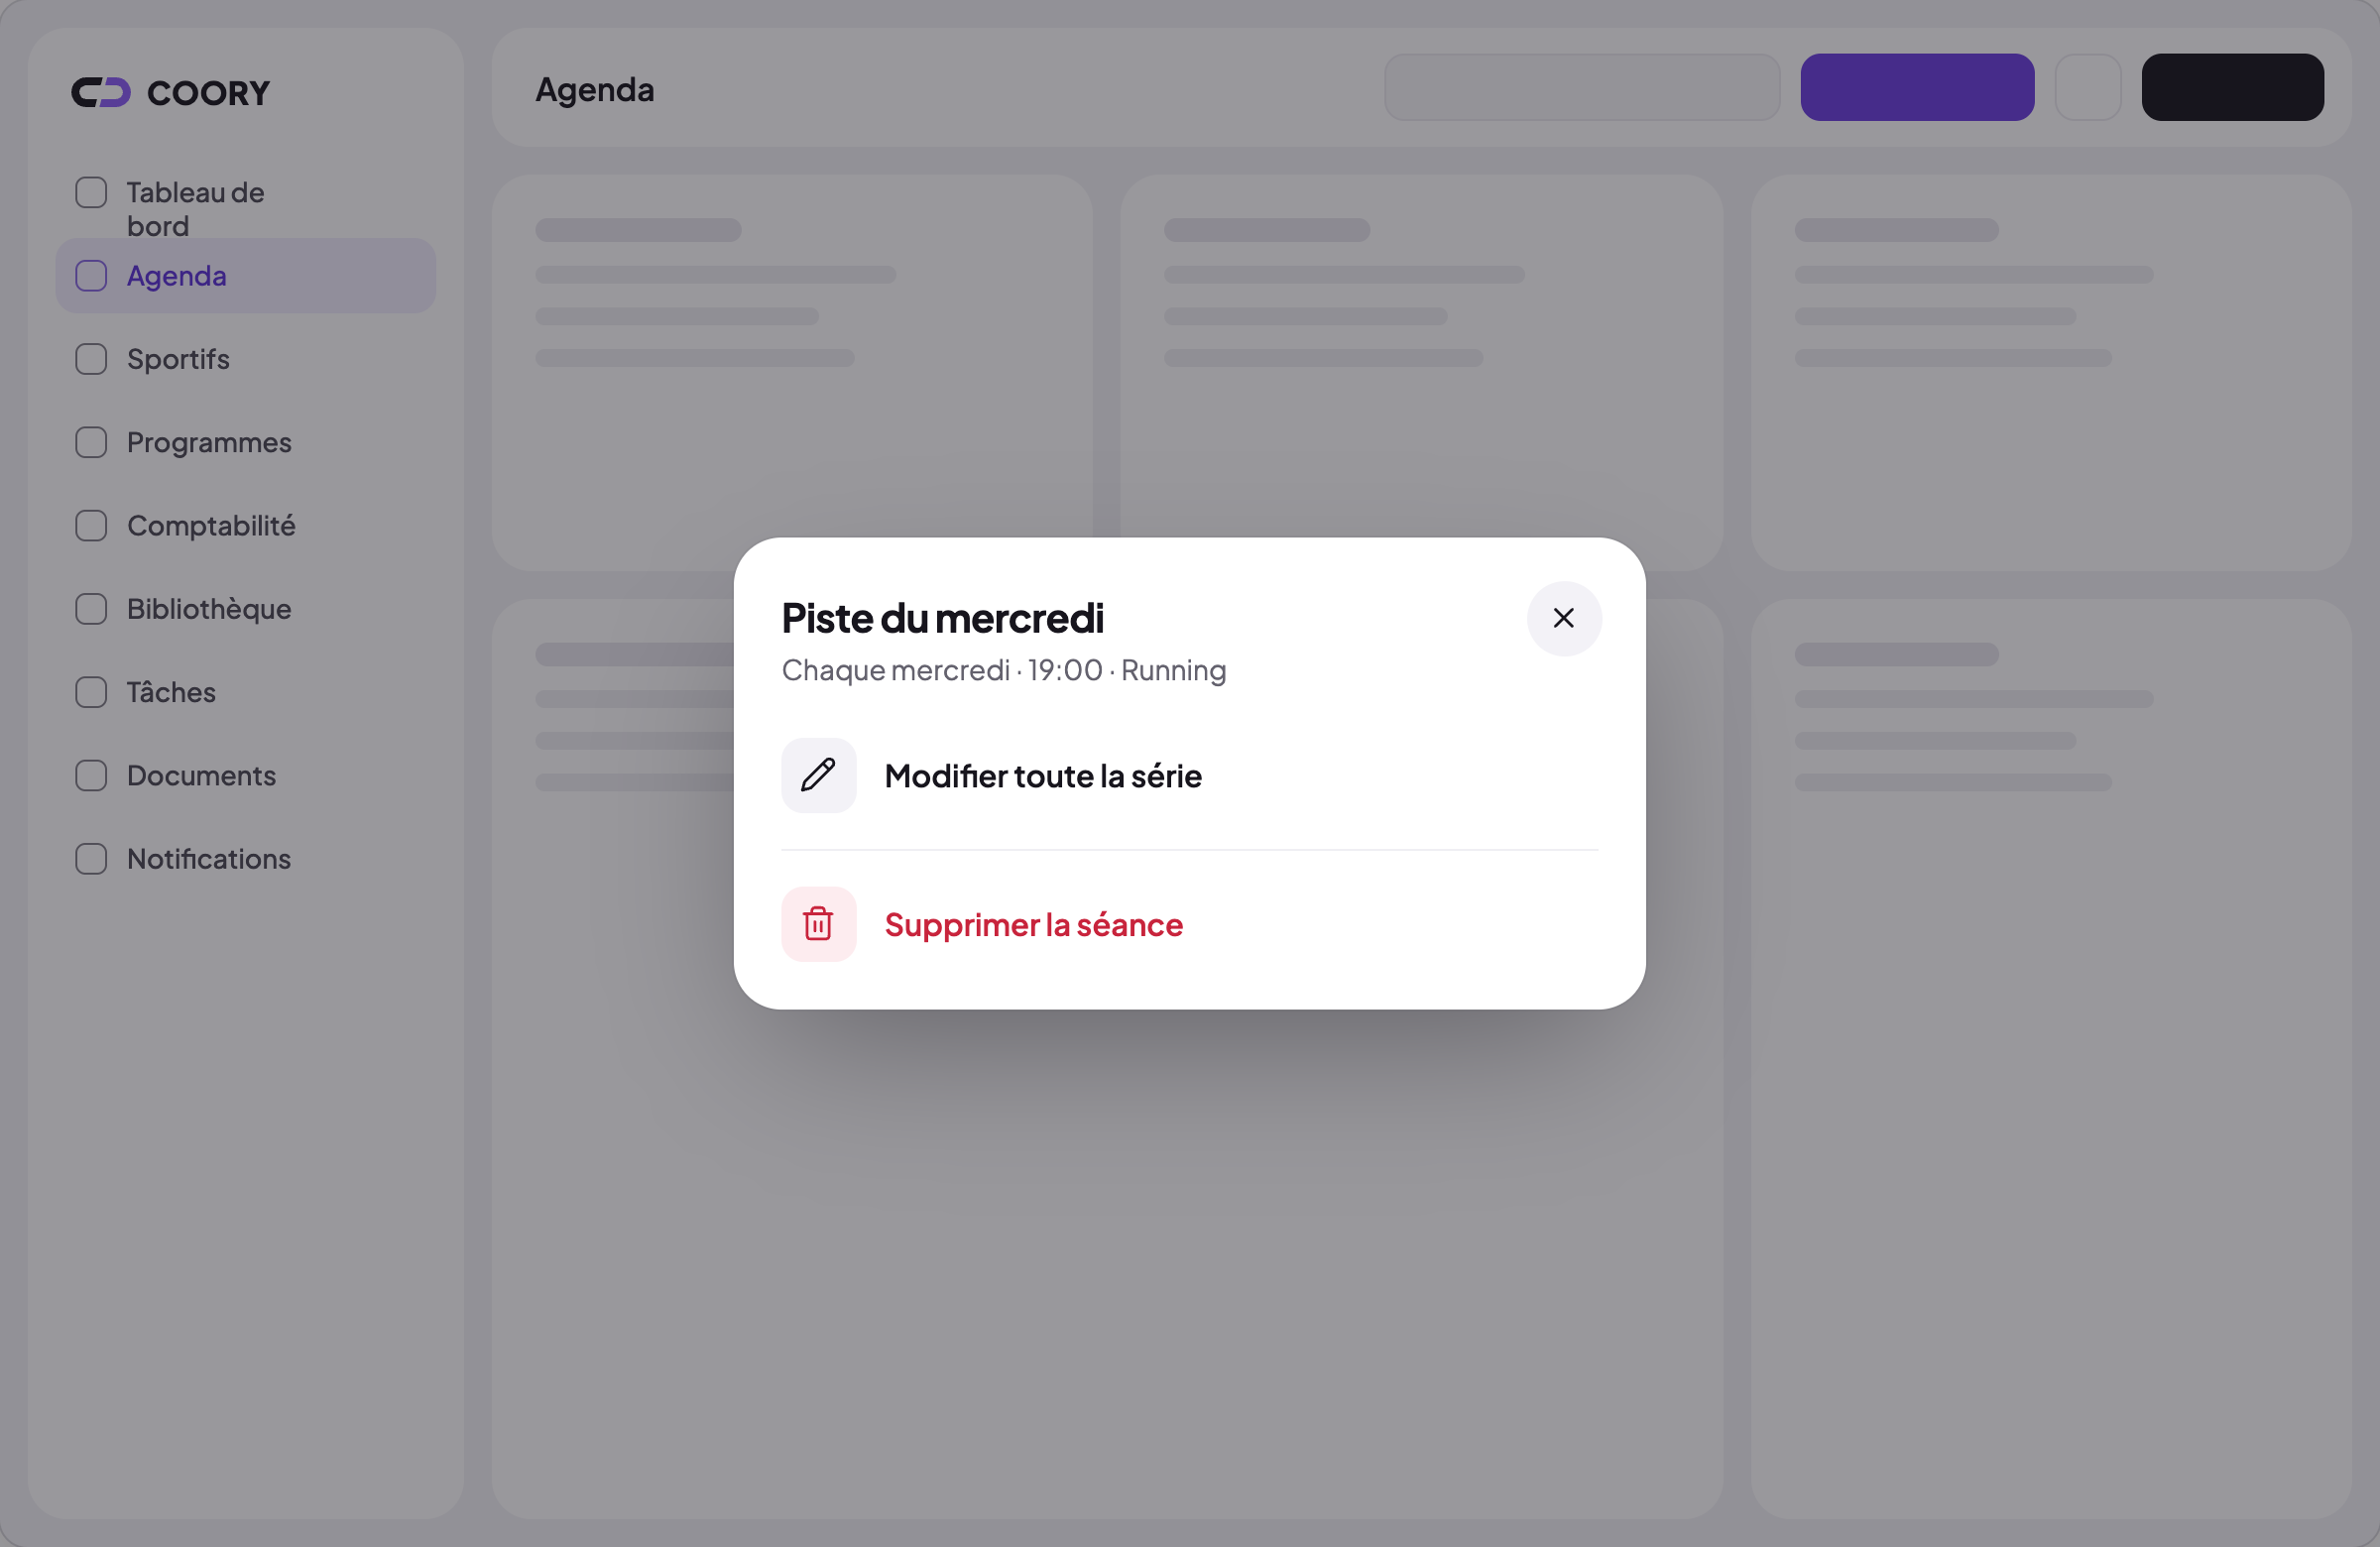 COORY
Tableau de
bord
Agenda
Sportifs
Programmes
Comptabilité
Bibliothèque
Tâches
Documents
Notifications
Agenda
Piste du mercredi
Chaque mercredi · 19:00 · Running
Modifier toute la série
Supprimer la séance